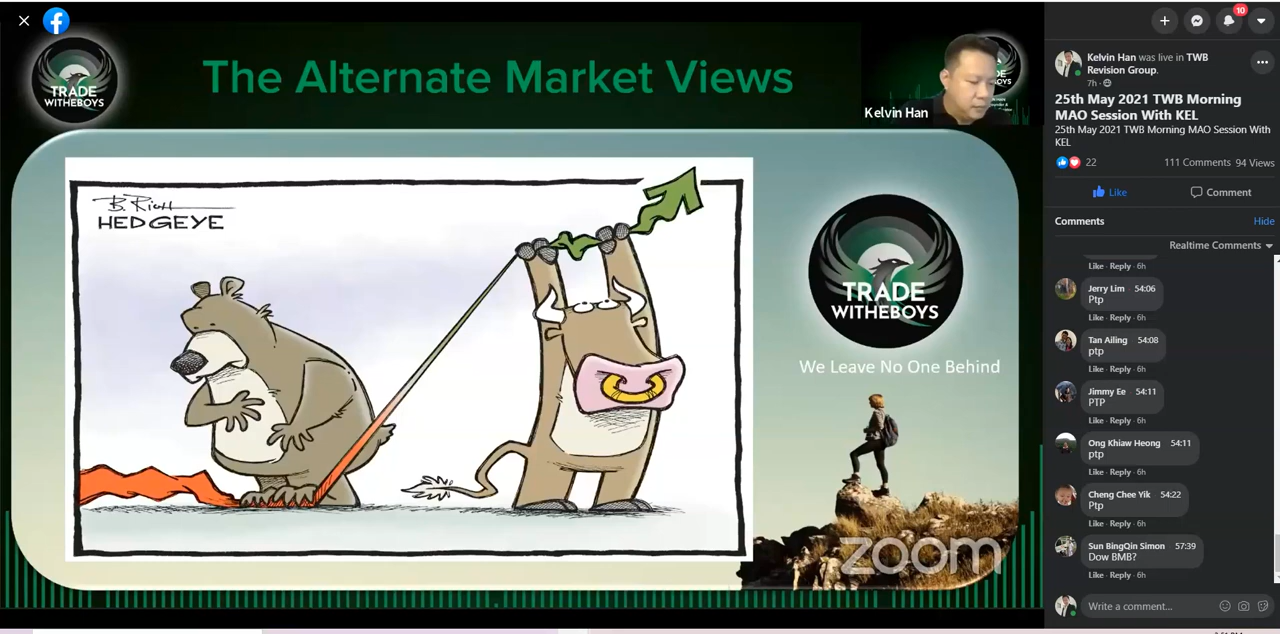 The Alternate Market Views
TRADE
WITHEBOYS
Kelvin Han
B. Rich
HEDGEYE
TRADE
WITHEBOYS
We Leave No One Behind
zoom
10
Kelvin Han was live in TWB
Revision Group.
7h ·
25th May 2021 TWB Morning
MAO Session With KEL
25th May 2021 TWB Morning MAO Session With
KEL
22
111 Comments 94 Views
Like
Comment
Comments
Hide
Realtime Comments
Like · Reply · 6h
Jerry Lim · 54:06
Ptp
Like · Reply · 6h
Tan Ailing · 54:08
ptp
Like · Reply · 6h
Jimmy Ee · 54:11
PTP
Like · Reply · 6h
Ong Khiaw Heong · 54:11
ptp
Like · Reply · 6h
Cheng Chee Yik · 54:22
Ptp
Like · Reply · 6h
Sun BingQin Simon · 57:39
Dow BMB?
Like · Reply · 6h
Write a comment...